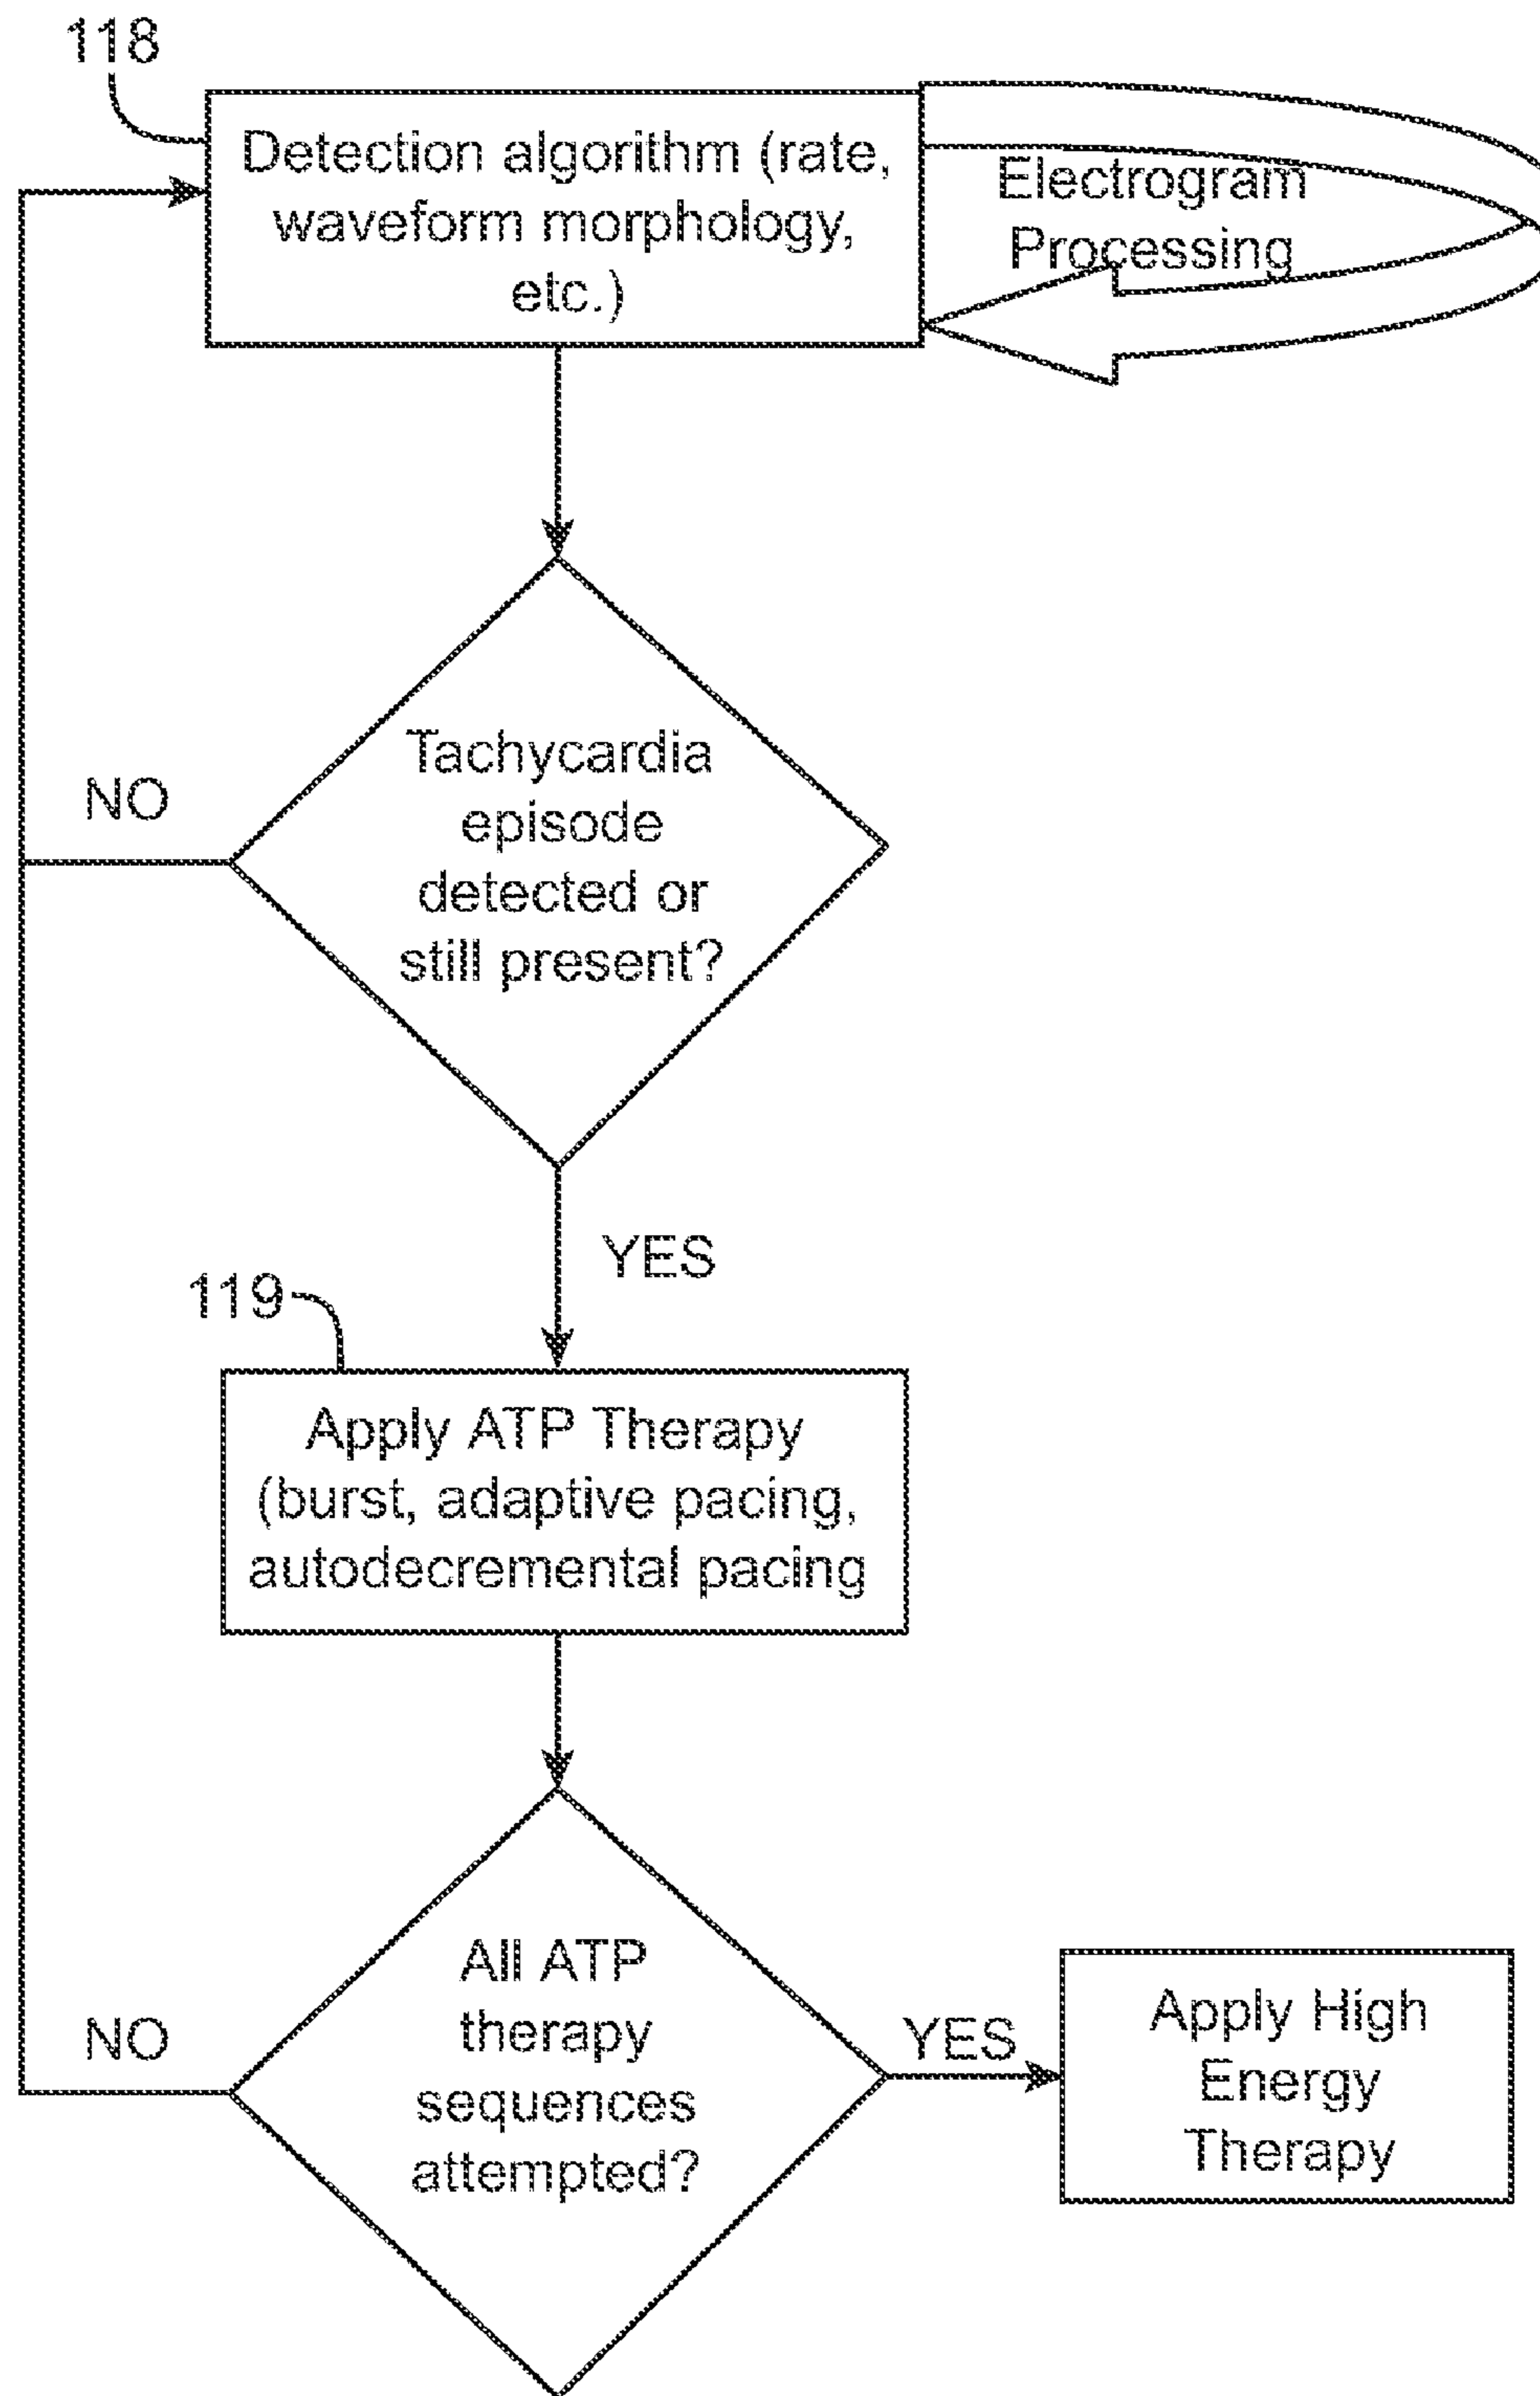 118
Detection algorithm (rate,
waveform morphology,
etc.)
Electrogram
Processing
Tachycardia
episode
detected or
still present?
NO
YES
119
Apply ATP Therapy
(burst, adaptive pacing,
autodecremental pacing
All ATP
therapy
sequences
attempted?
NO
YES
Apply High
Energy
Therapy